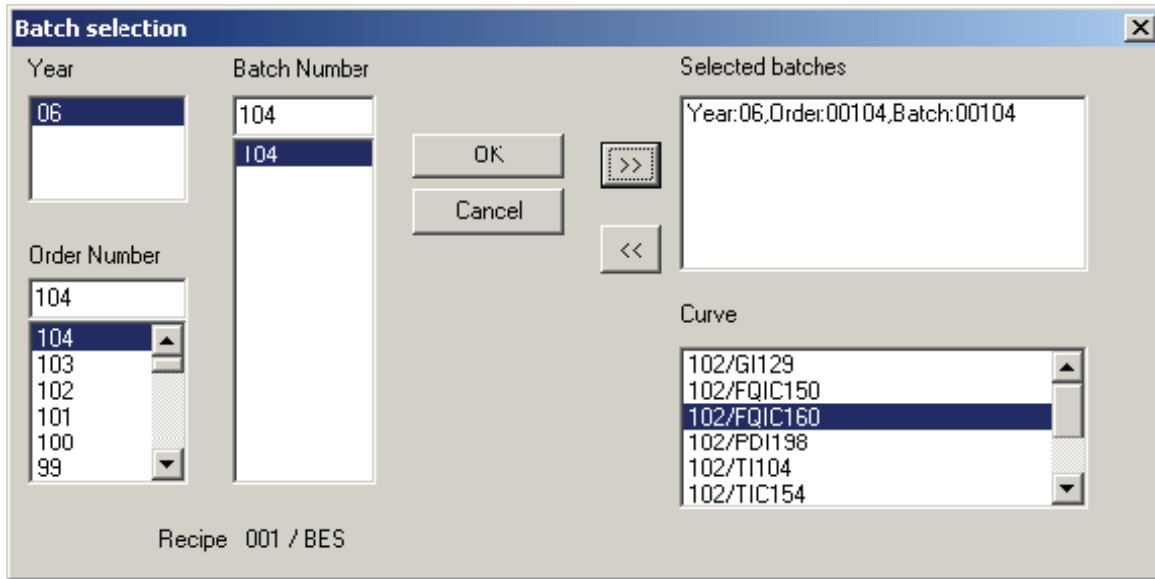 Batch selection
Year
06
Batch Number
104
104
Order Number
104
104
103
102
101
100
99
OK
Cancel
>>
<<
Selected batches
Year:06,Order:00104,Batch:00104
Curve
102/GI129
102/FQIC150
102/FQIC160
102/PDI198
102/TI104
102/TIC154
Recipe 001 / BES